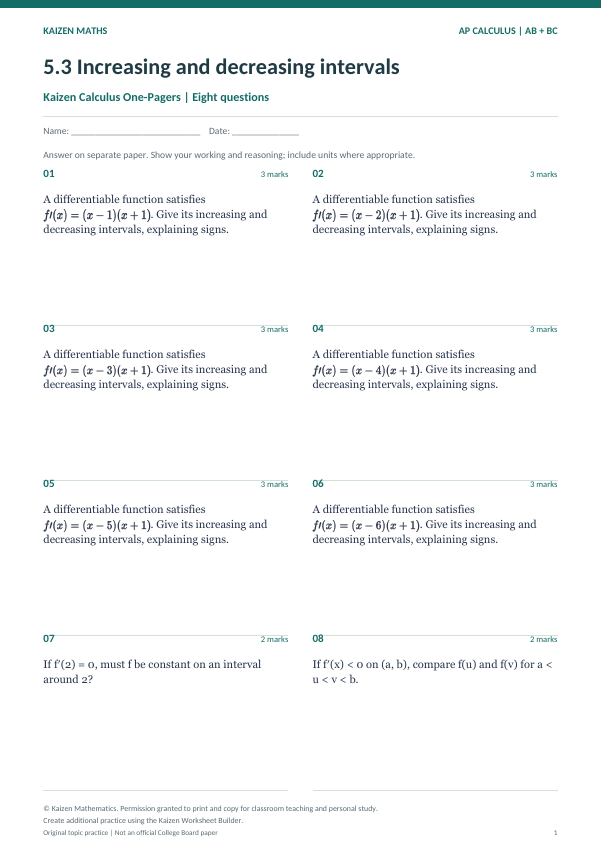 KAIZEN MATHS
AP CALCULUS | AB + BC
5.3 Increasing and decreasing intervals
Kaizen Calculus One-Pagers | Eight questions
Name: ____________________________ Date: ______________
Answer on separate paper. Show your working and reasoning; include units where appropriate.
01 3 marks
A differentiable function satisfies
f′(x) = (x − 1)(x + 1). Give its increasing and
decreasing intervals, explaining signs.
02 3 marks
A differentiable function satisfies
f′(x) = (x − 2)(x + 1). Give its increasing and
decreasing intervals, explaining signs.
03 3 marks
A differentiable function satisfies
f′(x) = (x − 3)(x + 1). Give its increasing and
decreasing intervals, explaining signs.
04 3 marks
A differentiable function satisfies
f′(x) = (x − 4)(x + 1). Give its increasing and
decreasing intervals, explaining signs.
05 3 marks
A differentiable function satisfies
f′(x) = (x − 5)(x + 1). Give its increasing and
decreasing intervals, explaining signs.
06 3 marks
A differentiable function satisfies
f′(x) = (x − 6)(x + 1). Give its increasing and
decreasing intervals, explaining signs.
07 2 marks
If f′(2) = 0, must f be constant on an interval
around 2?
08 2 marks
If f′(x) < 0 on (a, b), compare f(u) and f(v) for a <
u < v < b.
© Kaizen Mathematics. Permission granted to print and copy for classroom teaching and personal study.
Create additional practice using the Kaizen Worksheet Builder.
Original topic practice | Not an official College Board paper
1